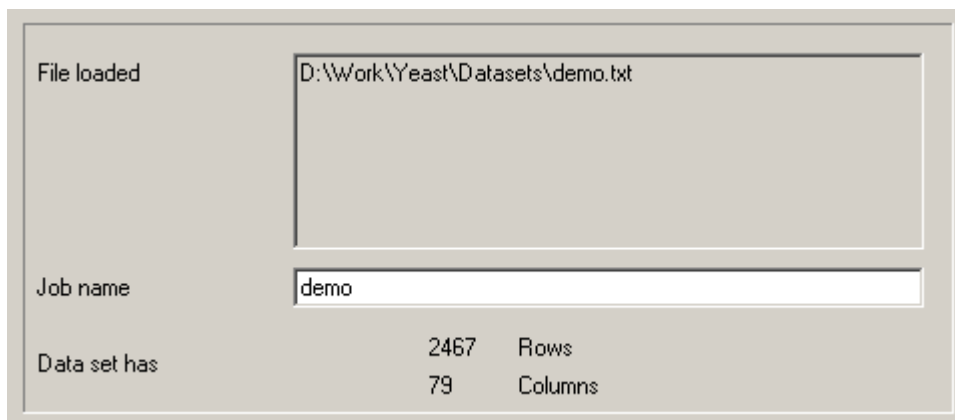 File loaded D:\Work\Yeast\Datasets\demo.txt
Job name demo
Data set has
2467 Rows
79 Columns